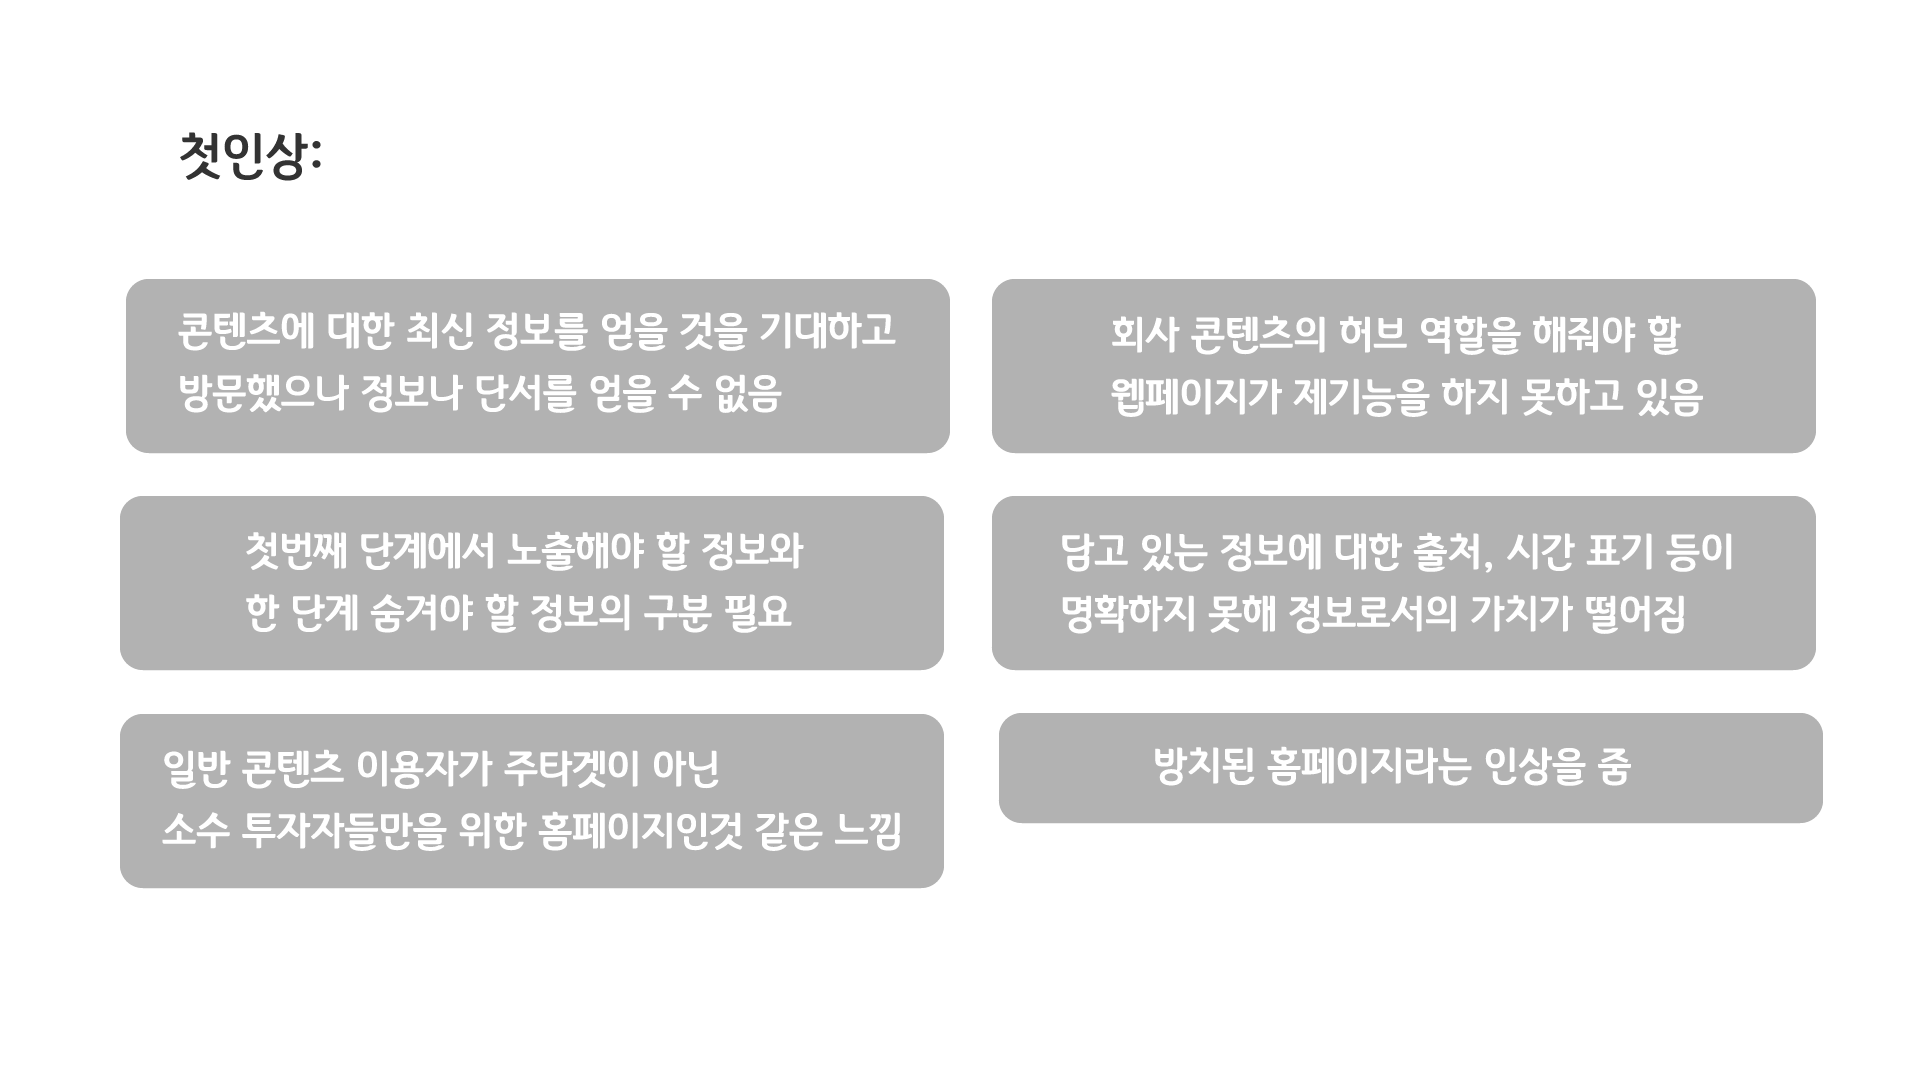 첫인상:
콘텐츠에 대한 최신 정보를 얻을 것을 기대하고
방문했으나 정보나 단서를 얻을 수 없음
회사 콘텐츠의 허브 역할을 해줘야 할
웹페이지가 제기능을 하지 못하고 있음
첫번째 단계에서 노출해야 할 정보와
한 단계 숨겨야 할 정보의 구분 필요
담고 있는 정보에 대한 출처, 시간 표기 등이
명확하지 못해 정보로서의 가치가 떨어짐
일반 콘텐츠 이용자가 주타겟이 아닌
소수 투자자들만을 위한 홈페이지인것 같은 느낌
방치된 홈페이지라는 인상을 줌